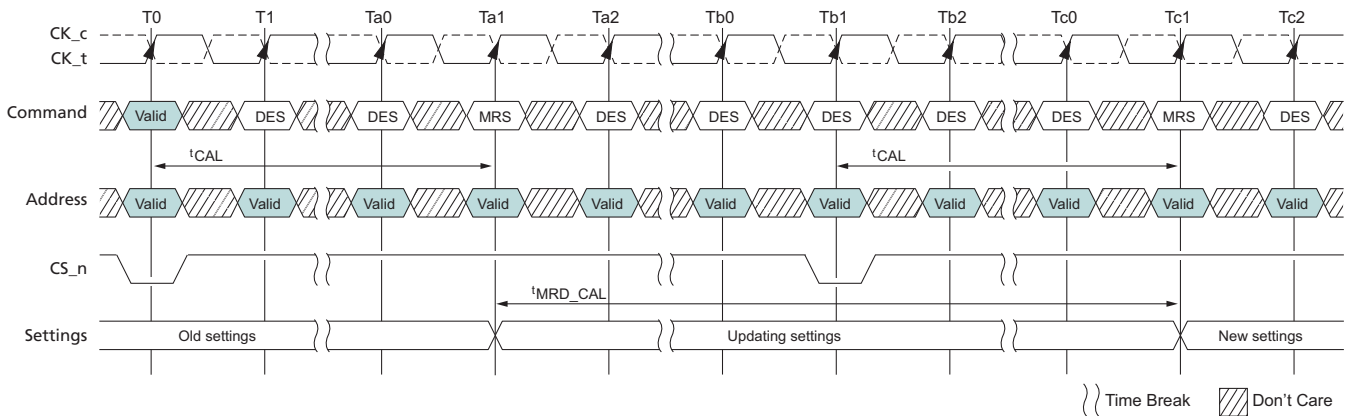 T0 T1 Ta0 Ta1 Ta2 Tb0 Tb1 Tb2 Tc0 Tc1 Tc2
CK_c
CK_t
Command Valid DES DES MRS DES DES DES DES DES MRS DES
tCAL tCAL
Address Valid Valid Valid Valid Valid Valid Valid Valid Valid Valid Valid
CS_n
tMRD_CAL
Settings Old settings Updating settings New settings
Time Break Don't Care